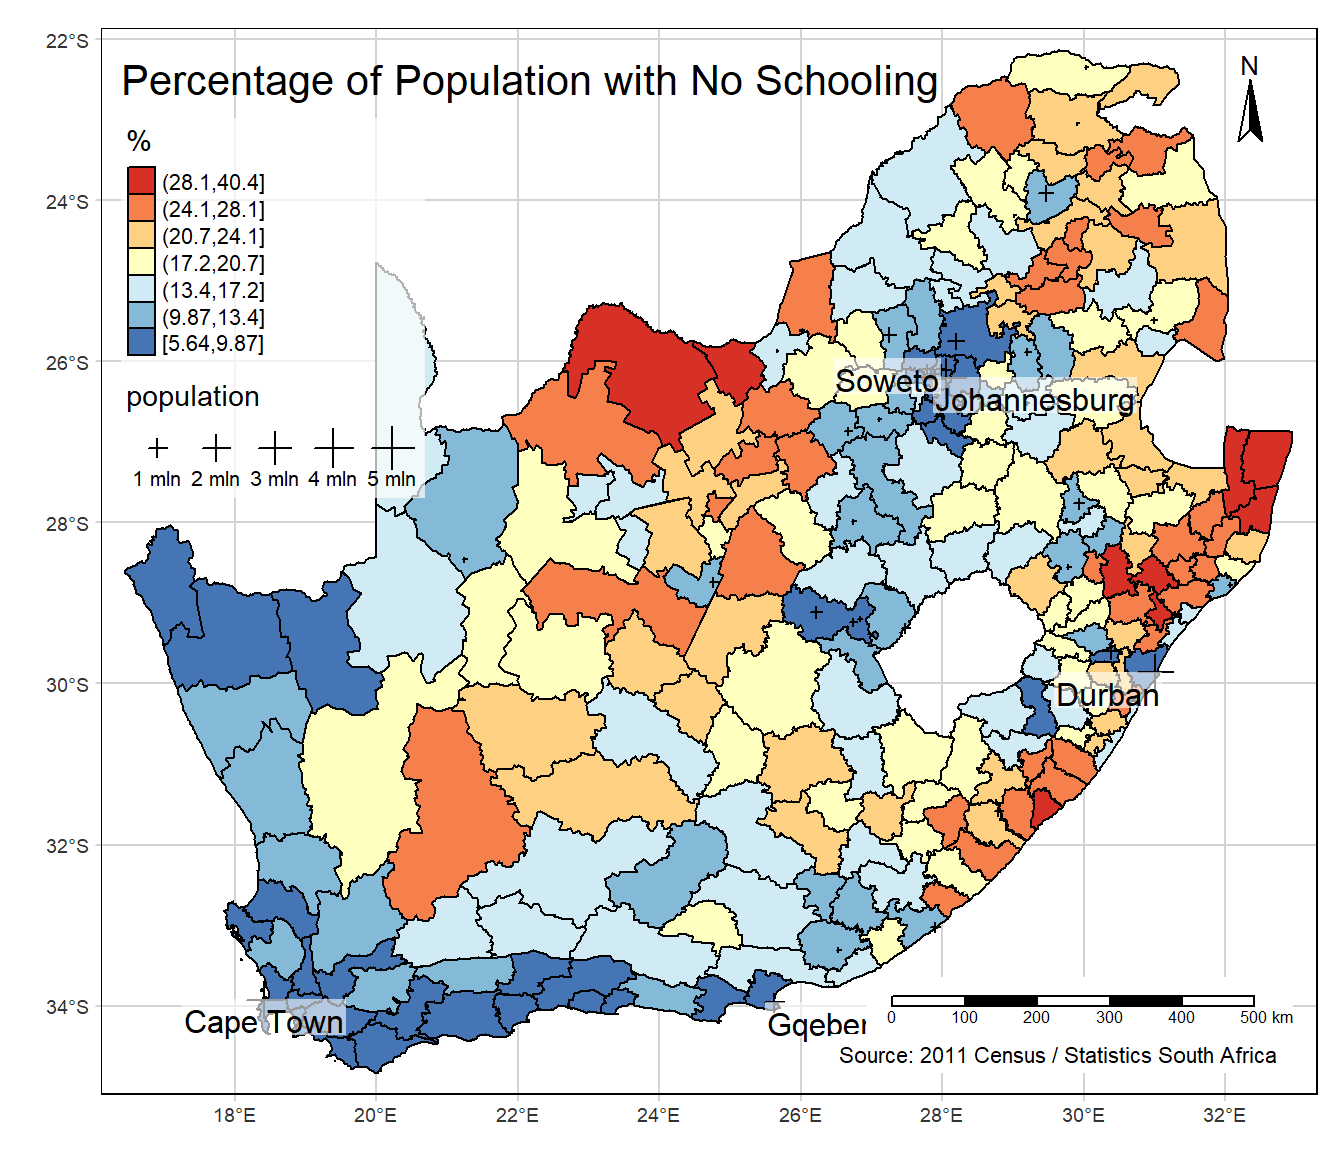 22°S
Percentage of Population with No Schooling
N
%
(28.1,40.4]
(24.1,28.1]
(20.7,24.1]
(17.2,20.7]
(13.4,17.2]
(9.87,13.4]
[5.64,9.87]
24°S
26°S
Soweto
Johannesburg
population
1 mln 2 mln 3 mln 4 mln 5 mln
28°S
30°S
Durban
32°S
34°S
Cape Town
Gqeber
0 100 200 300 400 500 km
Source: 2011 Census / Statistics South Africa
18°E 20°E 22°E 24°E 26°E 28°E 30°E 32°E